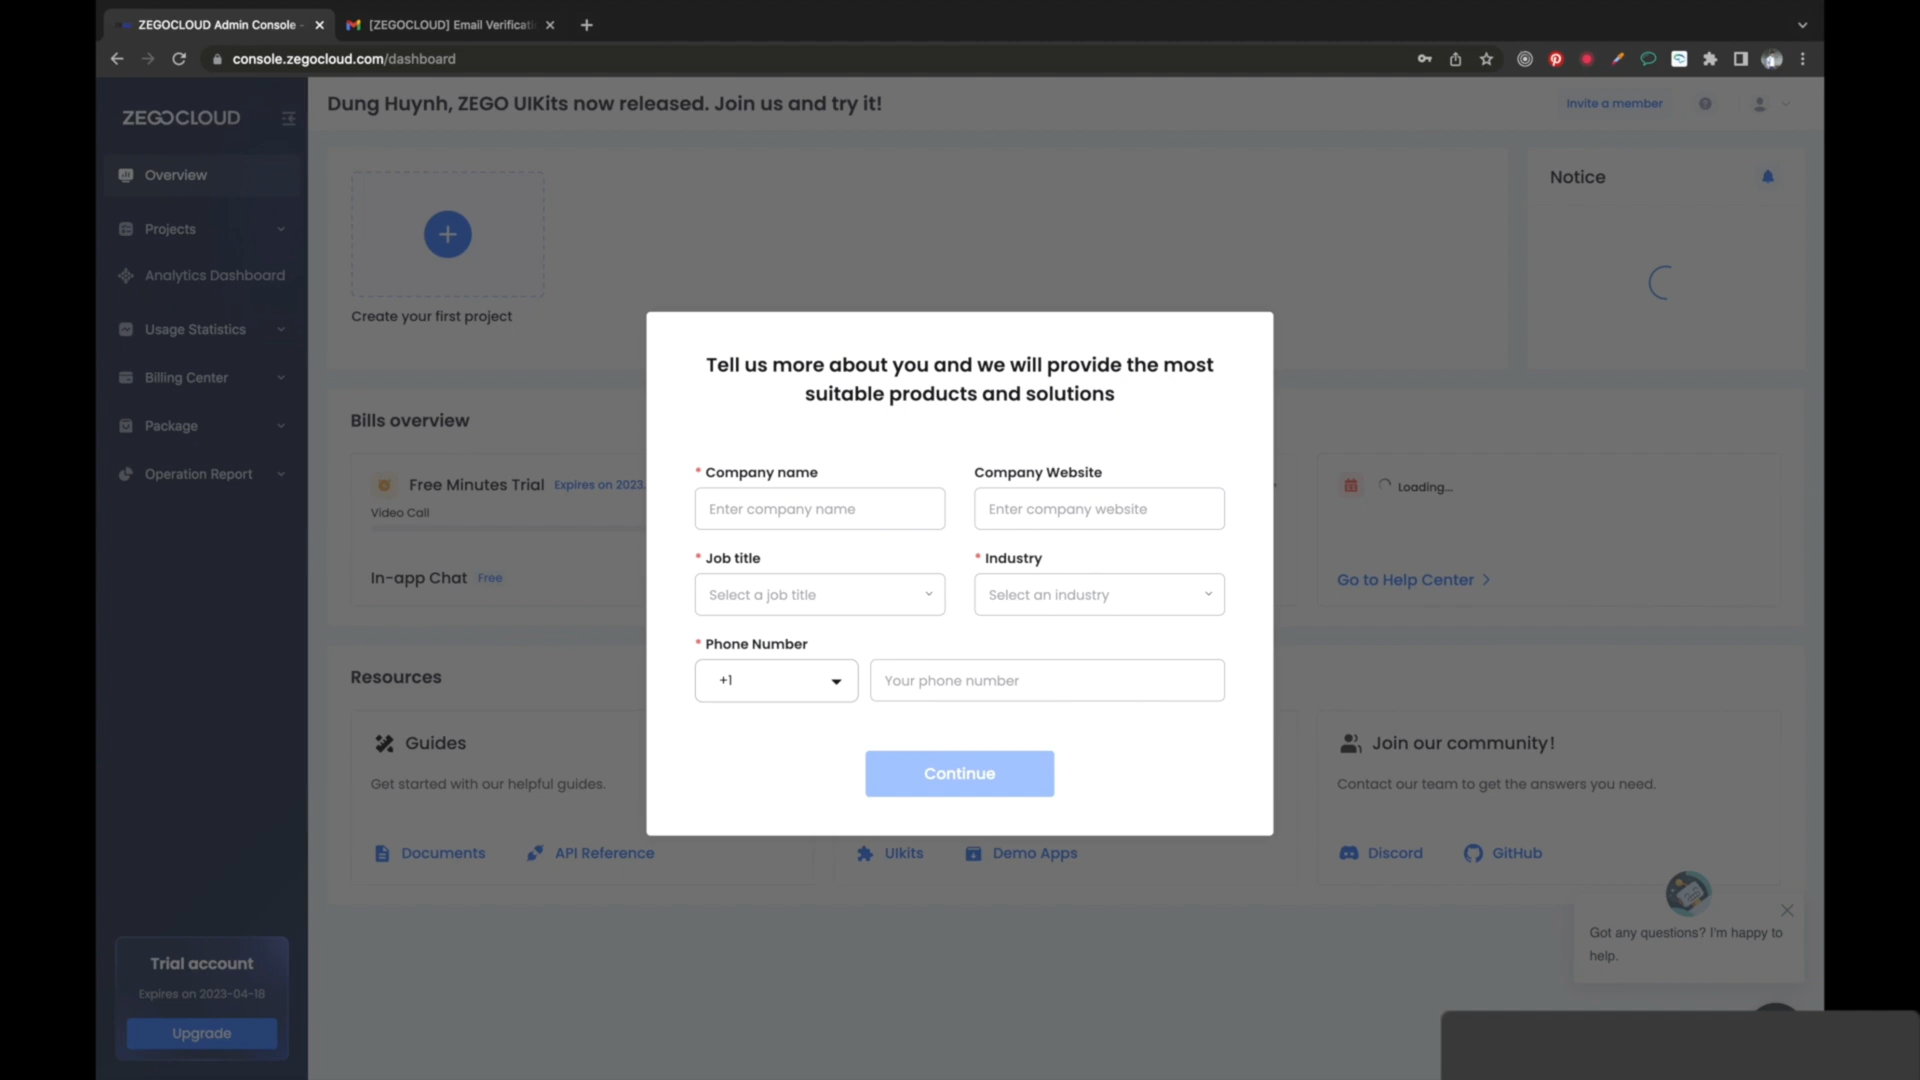 ZEGOCLOUD Admin Console -
[ZEGOCLOUD] Email Verificati
console.zegocloud.com/dashboard
ZEGOCLOUD
Dung Huynh, ZEGO UIKits now released. Join us and try it!
Invite a member
Overview
Projects
Analytics Dashboard
Usage Statistics
Billing Center
Package
Operation Report
Create your first project
Notice
Tell us more about you and we will provide the most
suitable products and solutions
* Company name
Company Website
Enter company name
Enter company website
* Job title
* Industry
Select a job title
Select an industry
* Phone Number
+1
Your phone number
Continue
Bills overview
Free Minutes Trial
Expires on 2023.
Video Call
In-app Chat
Free
Loading...
Go to Help Center
Resources
Guides
Get started with our helpful guides.
Documents
API Reference
UIkits
Demo Apps
Join our community!
Contact our team to get the answers you need.
Discord
GitHub
Got any questions? I'm happy to
help.
Trial account
Expires on 2023-04-18
Upgrade